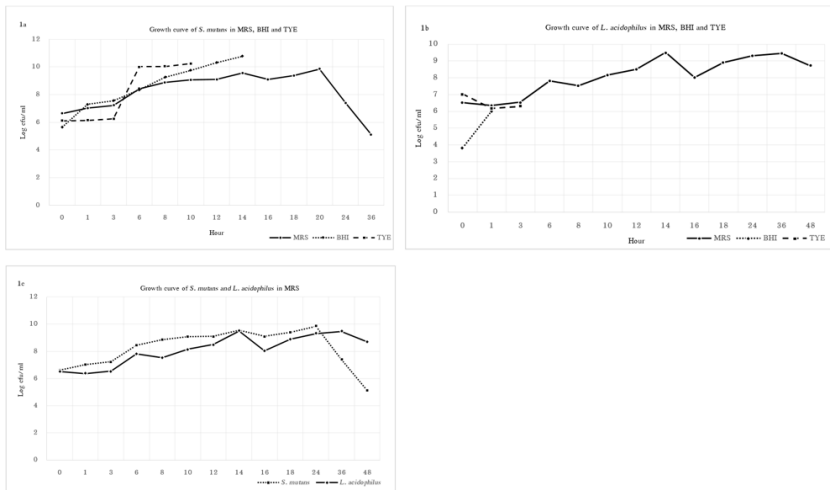 1a
Growth curve of S. mutans in MRS, BHI and TYE
12
10
8
6
4
2
0
Log cfu/ml
0 1 3 6 8 10 12 14 16 18 20 24 36
Hour
MRS BHI TYE
1b
Growth curve of L. acidophilus in MRS, BHI and TYE
10
9
8
7
6
5
4
3
2
1
0
Log cfu/ml
0 1 3 6 8 10 12 14 16 18 24 36 48
Hour
MRS BHI TYE
1c
Growth curve of S. mutans and L. acidophilus in MRS
12
10
8
6
4
2
0
Log cfu/ml
0 1 3 6 8 10 12 14 16 18 24 36 48
S. mutans L. acidophilus